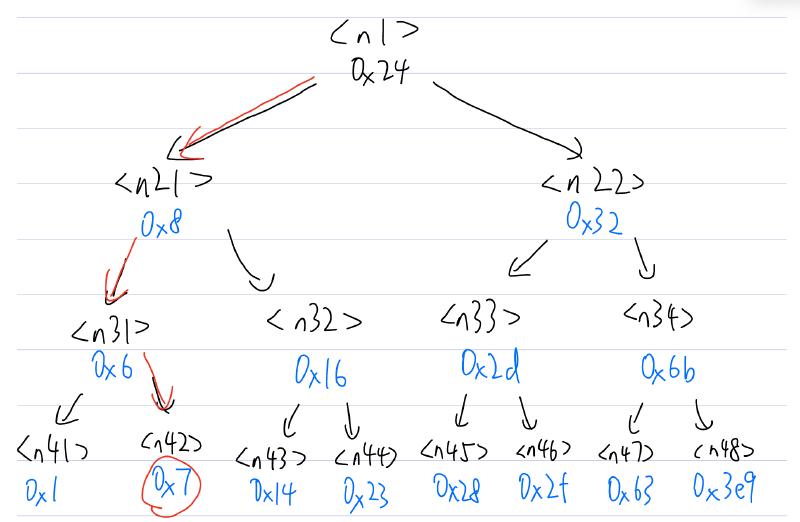 <n1>
0x24
<n21> <n22>
0x8 0x32
<n31> <n32> <n33> <n34>
0x6 0x16 0x2d 0x6b
<n41> <n42> <n43> <n44> <n45> <n46> <n47> <n48>
0x1 0x7 0x14 0x23 0x28 0x2f 0x63 0x3e9